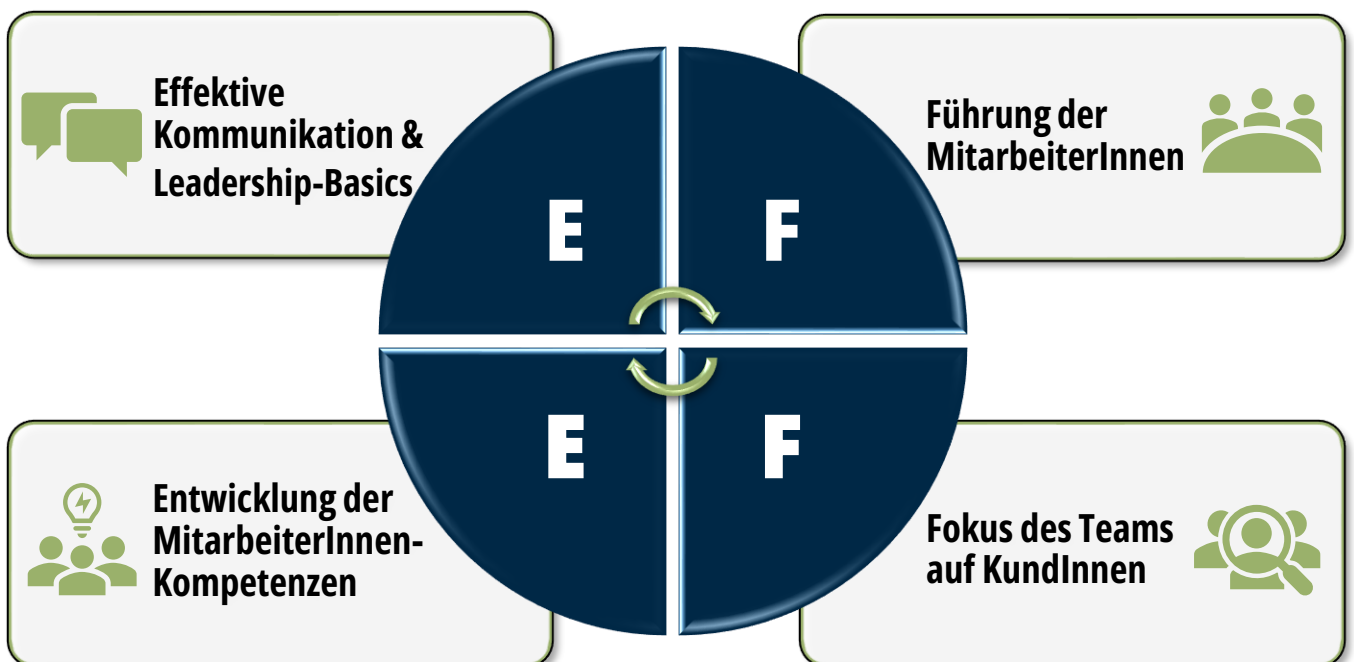 Effektive
Kommunikation &
Leadership-Basics
E
F
Führung der
MitarbeiterInnen
Entwicklung der
MitarbeiterInnen-
Kompetenzen
E
F
Fokus des Teams
auf KundInnen